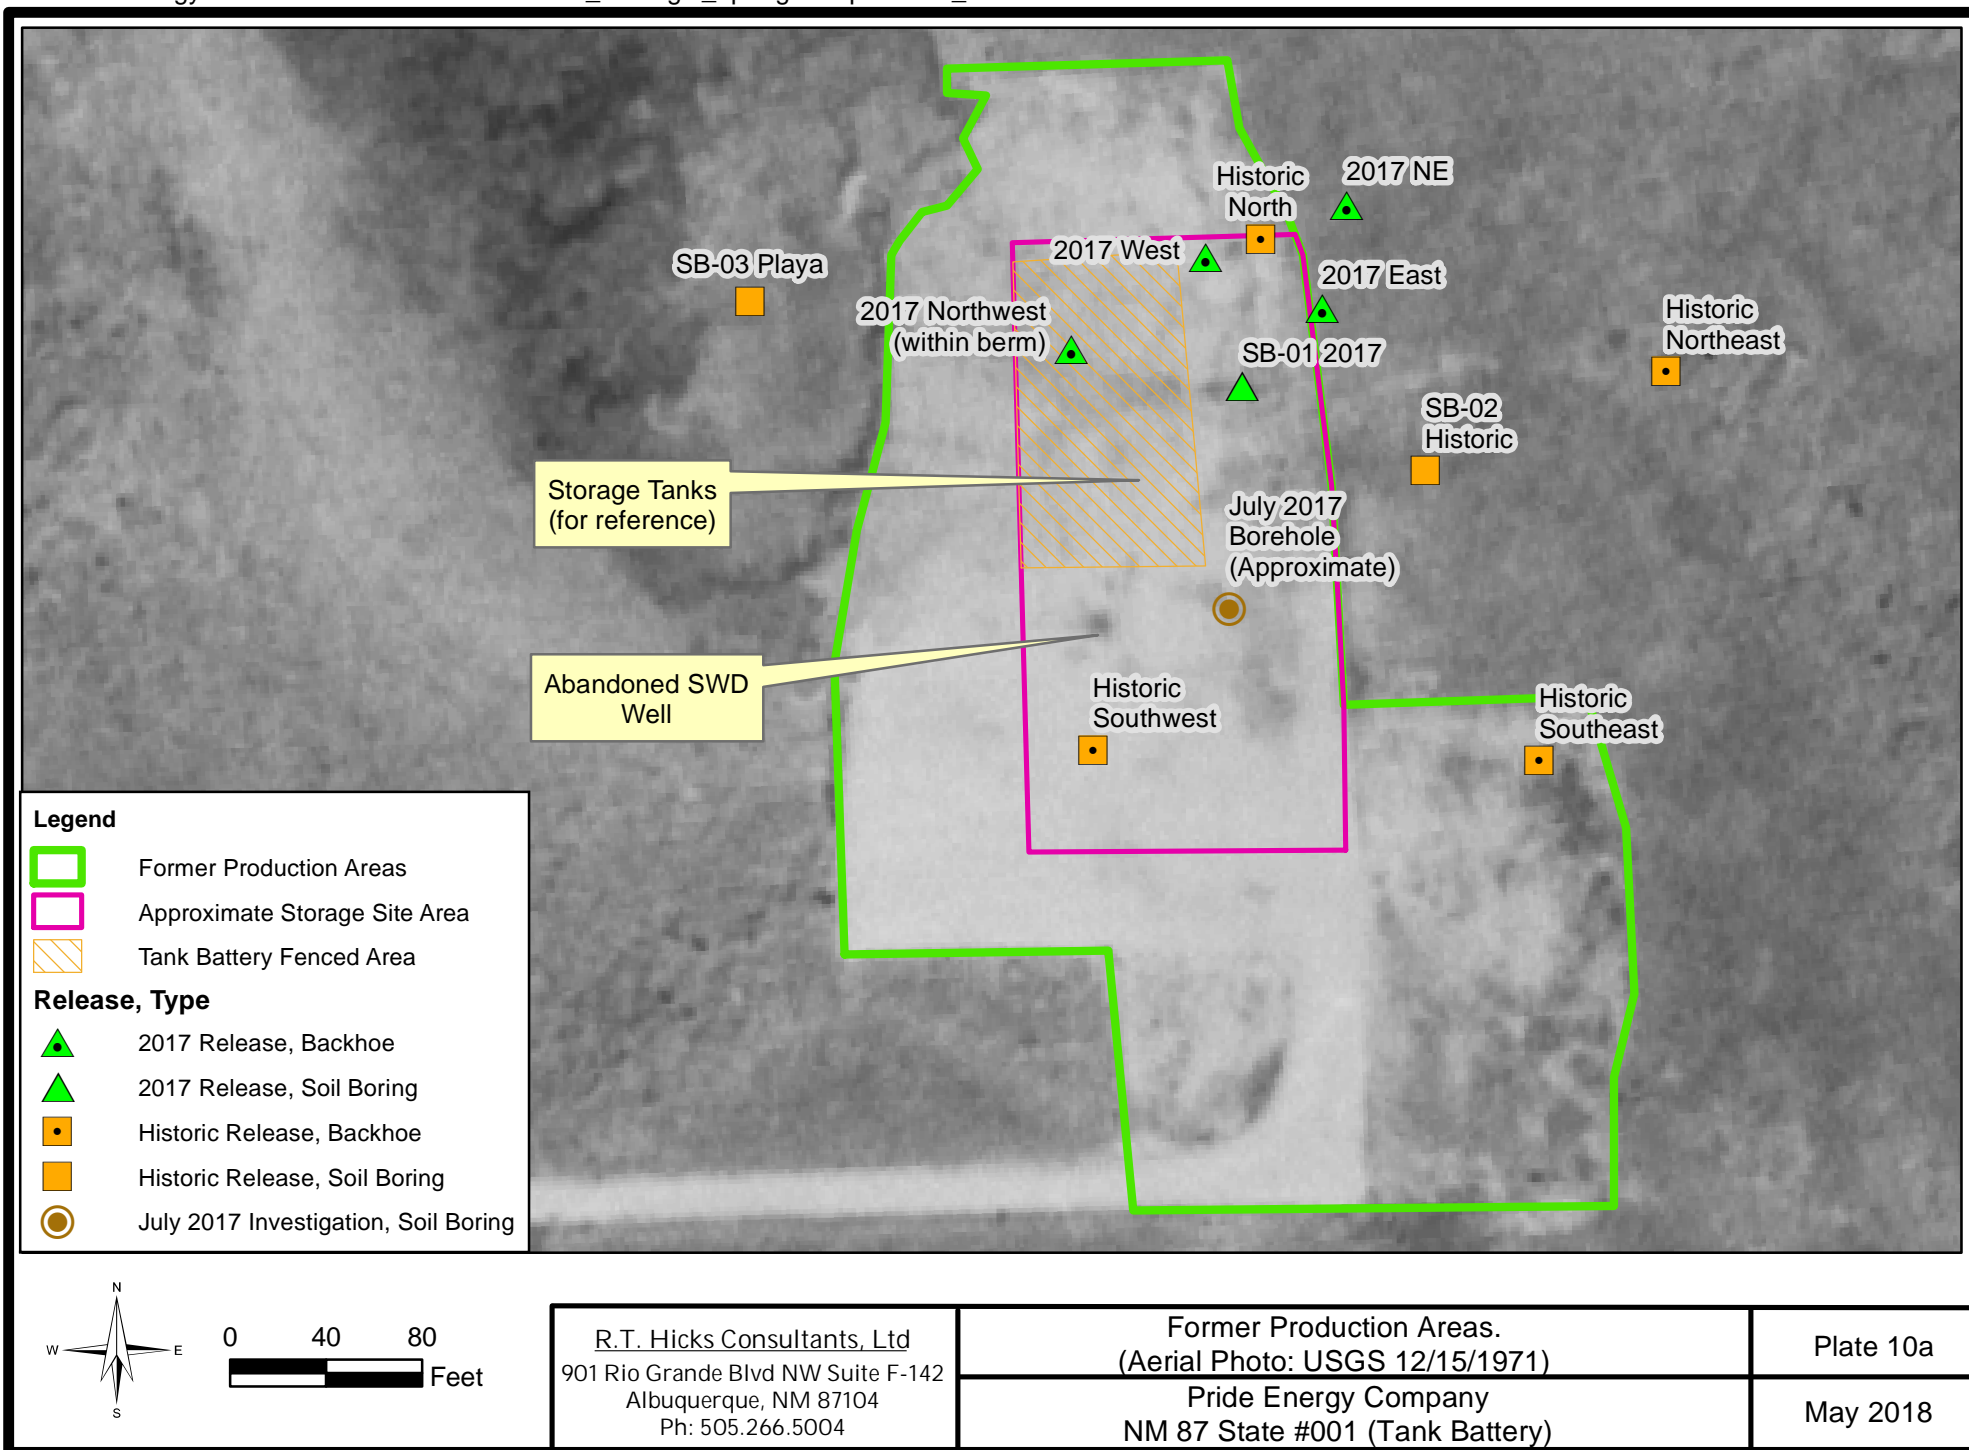 Historic
North
2017 NE
2017 West
SB-03 Playa
2017 East
2017 Northwest
(within berm)
Historic
Northeast
SB-01 2017
SB-02
Historic
Storage Tanks
(for reference)
July 2017
Borehole
(Approximate)
Abandoned SWD
Well
Historic
Southwest
Historic
Southeast
Legend
Former Production Areas
Approximate Storage Site Area
Tank Battery Fenced Area
Release, Type
2017 Release, Backhoe
2017 Release, Soil Boring
Historic Release, Backhoe
Historic Release, Soil Boring
July 2017 Investigation, Soil Boring
N
W
E
S
0 40 80
Feet
R.T. Hicks Consultants, Ltd
901 Rio Grande Blvd NW Suite F-142
Albuquerque, NM 87104
Ph: 505.266.5004
Former Production Areas.
(Aerial Photo: USGS 12/15/1971)
Pride Energy Company
NM 87 State #001 (Tank Battery)
Plate 10a
May 2018